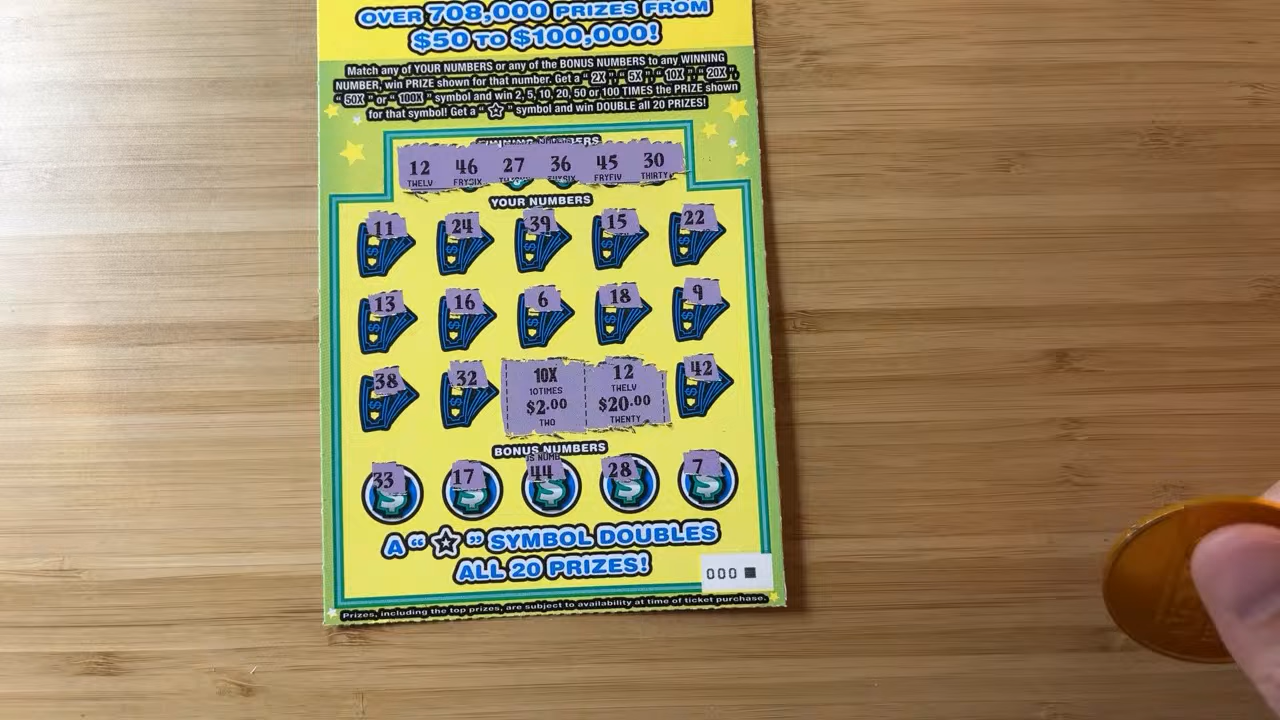 OVER 708,000 PRIZES FROM
$50 TO $100,000!
Match any of YOUR NUMBERS or any of the BONUS NUMBERS to any WINNING
NUMBER, win PRIZE shown for that number. Get a "2X", "5X", "10X", "20X",
"50X" or "100X" symbol and win 2, 5, 10, 20, 50 or 100 TIMES the PRIZE shown
for that symbol! Get a "☆" symbol and win DOUBLE all 20 PRIZES!
12 46 27 36 45 30
TWELV FRYSIX FRYFIV THIRTY
YOUR NUMBERS
11 24 39 15 22
13 16 6 18 9
38 32 10X 12 42
10TIMES TWELV
$2.00 $20.00
TWO TWENTY
BONUS NUMBERS
33 17 44 28 7
A "☆" SYMBOL DOUBLES
ALL 20 PRIZES!
000
Prizes, including the top prizes, are subject to availability at time of ticket purchase.